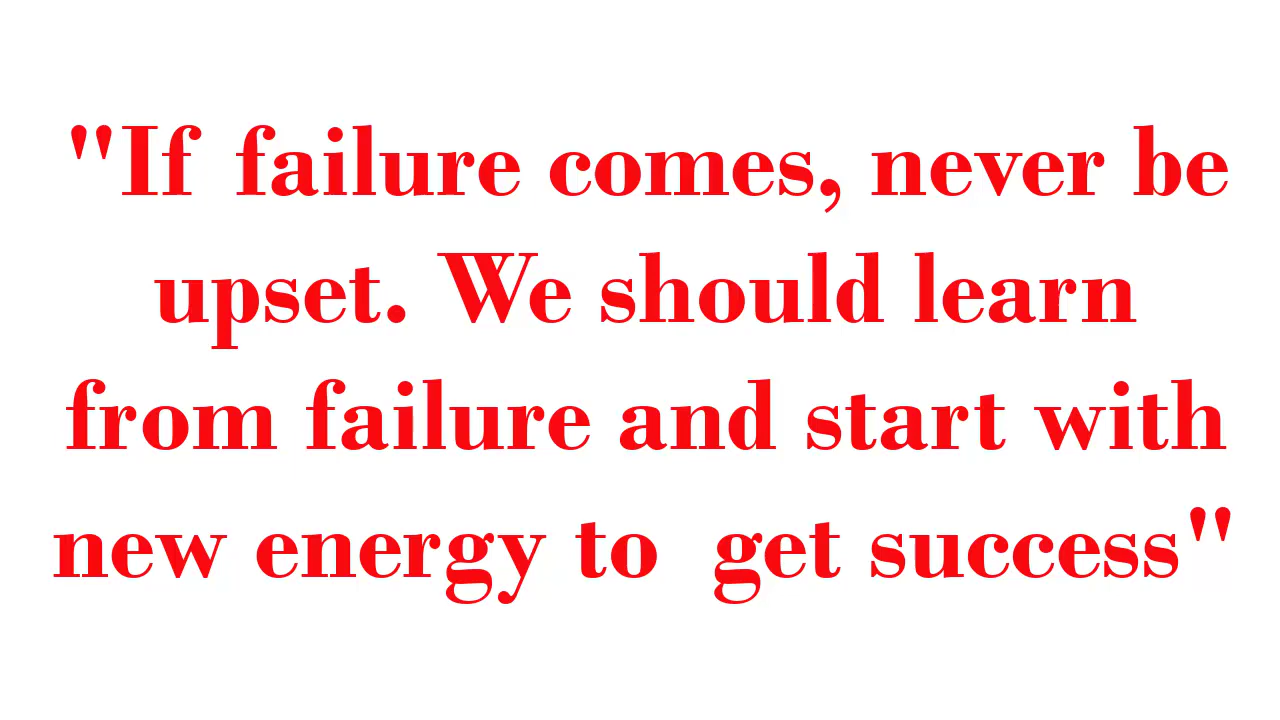 "If failure comes, never be
upset. We should learn
from failure and start with
new energy to  get success"